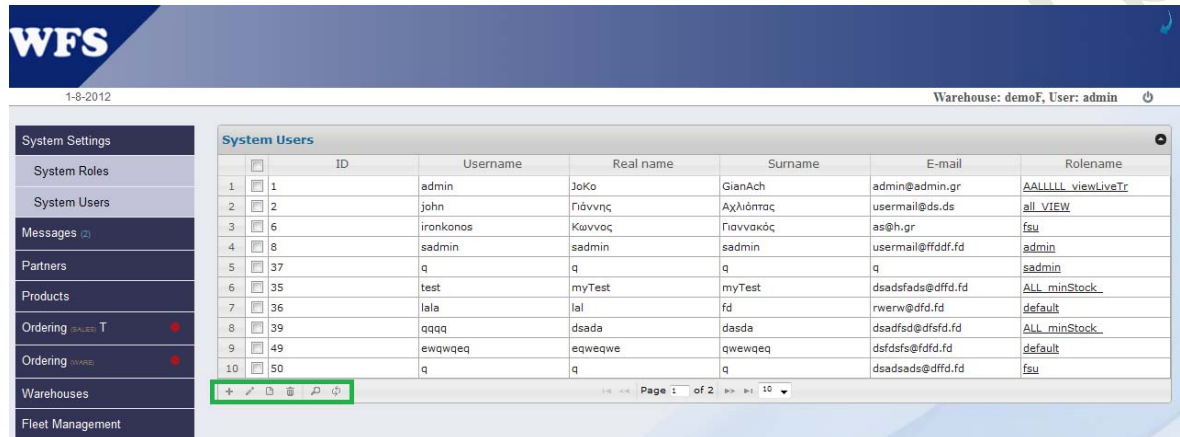 WFS
1-8-2012
Warehouse: demoF, User: admin
System Settings
System Roles
System Users
Messages (2)
Partners
Products
Ordering (SALES) T
Ordering (WARE)
Warehouses
Fleet Management
System Users
ID Username Real name Surname E-mail Rolename
1 1 admin JoKo GianAch admin@admin.gr AALLLLL_viewLiveTr
2 2 john Γιάννης Αχλιόπτας usermail@ds.ds all_VIEW
3 6 ironkonos Κωννος Γιαννακός as@h.gr fsu
4 8 sadmin sadmin sadmin usermail@ffddf.fd admin
5 37 q q q q sadmin
6 35 test myTest myTest dsadsfads@dffd.fd ALL_minStock_
7 36 lala lal fd rwerw@dfd.fd default
8 39 qqqq dsada dasda dsadfsd@dfsfd.fd ALL_minStock_
9 49 ewqwqeq eqweqwe qwewqeq dsfdsfs@fdfd.fd default
10 50 q q q dsadsads@dffd.fd fsu
Page 1 of 2 10